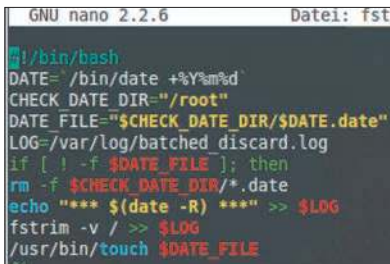 GNU nano 2.2.6 Datei: fst
#!/bin/bash
DATE=`/bin/date +%Y%m%d`
CHECK_DATE_DIR="/root"
DATE_FILE="$CHECK_DATE_DIR/$DATE.date"
LOG=/var/log/batched_discard.log
if [ ! -f $DATE_FILE ]; then
rm -f $CHECK_DATE_DIR/*.date
echo "*** $(date -R) ***" >> $LOG
fstrim -v / >> $LOG
/usr/bin/touch $DATE_FILE